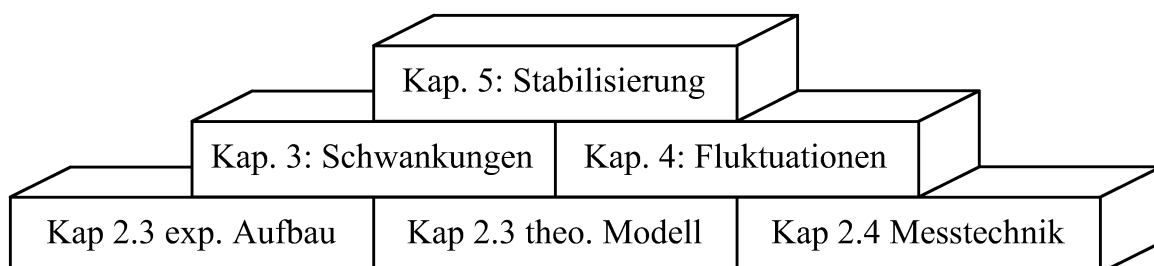 Kap. 5: Stabilisierung
Kap. 3: Schwankungen Kap. 4: Fluktuationen
Kap 2.3 exp. Aufbau Kap 2.3 theo. Modell Kap 2.4 Messtechnik